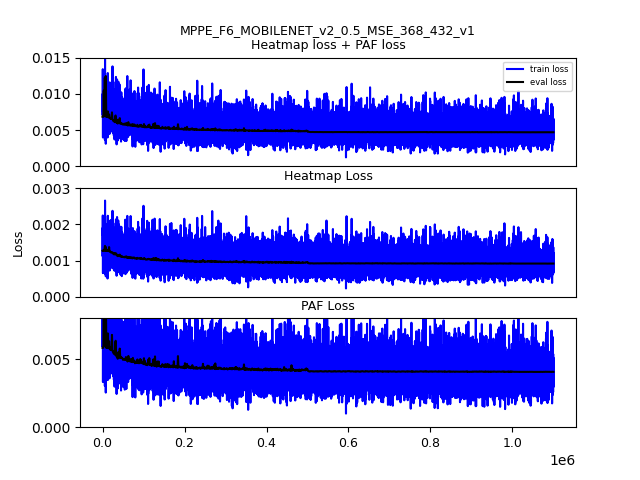 MPPE_F6_MOBILENET_v2_0.5_MSE_368_432_v1
Heatmap loss + PAF loss
0.015
0.010
0.005
0.000
train loss
eval loss
Heatmap Loss
0.003
0.002
0.001
0.000
Loss
PAF Loss
0.005
0.000
0.0 0.2 0.4 0.6 0.8 1.0
1e6